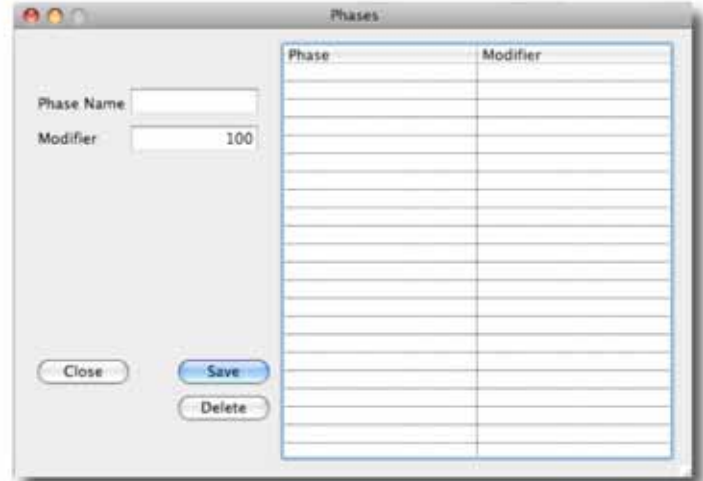 Phases
Phase Modifier
Phase Name
Modifier 100
Close Save
Delete